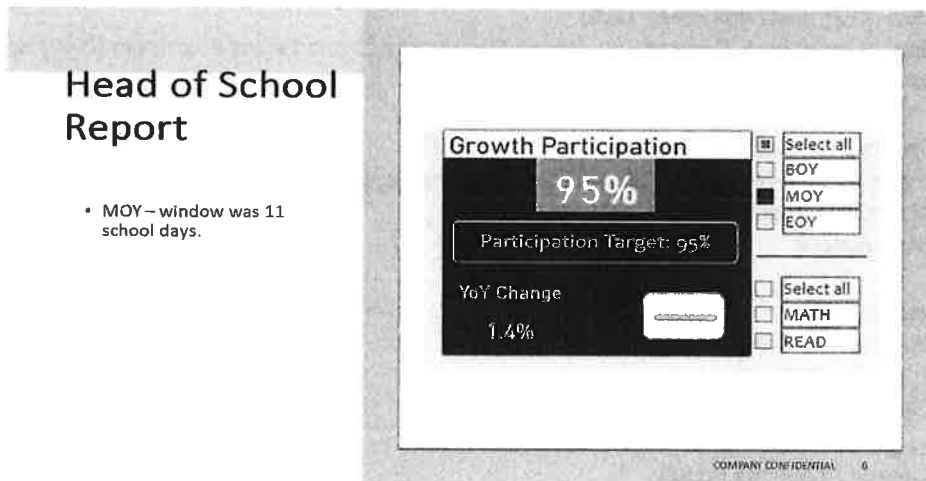 Head of School
Report
• MOY – window was 11
school days.
Growth Participation
95%
Participation Target: 95%
YoY Change
1.4%
Select all
BOY
MOY
EOY
Select all
MATH
READ
COMPANY CONFIDENTIAL 6